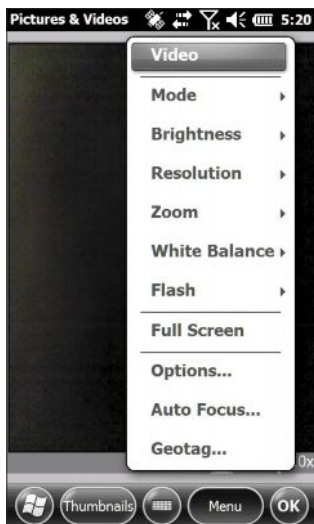 Pictures & Videos 5:20
Video
Mode
Brightness
Resolution
Zoom
White Balance
Flash
Full Screen
Options...
Auto Focus...
Geotag...
0x
Thumbnails Menu OK